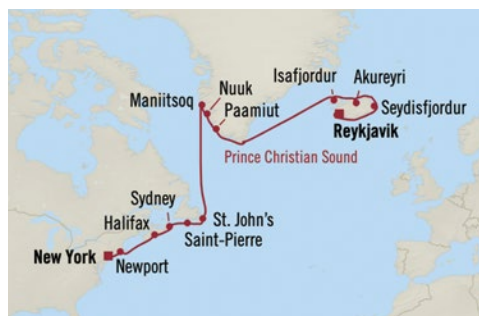 Isafjordur
Akureyri
Nuuk
Maniitsoq
Paamiut
Seydisfjordur
Reykjavik
Prince Christian Sound
Sydney
St. John's
Halifax
Saint-Pierre
New York
Newport